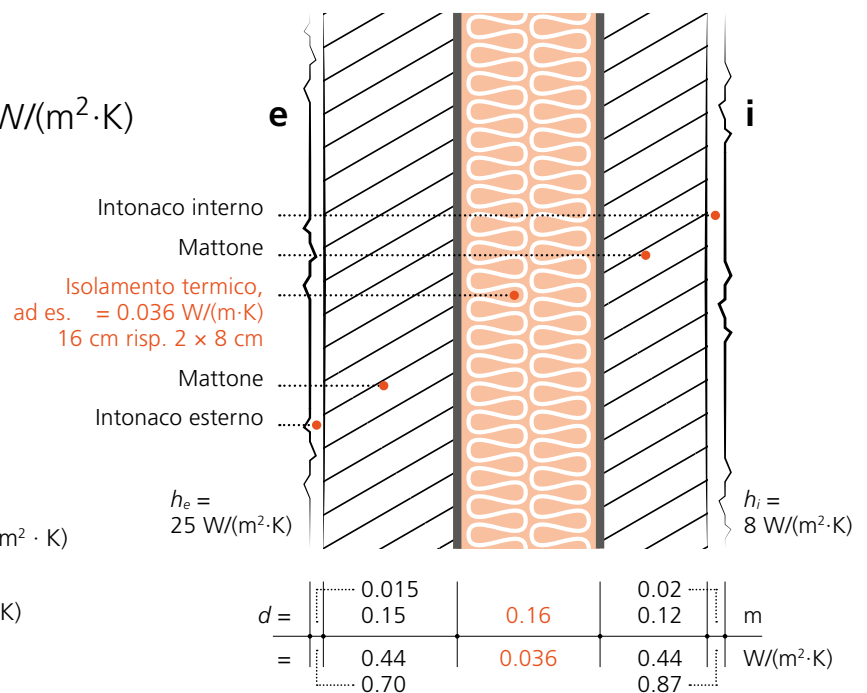 W/(m²·K)
e
i
Intonaco interno
Mattone
Isolamento termico,
ad es. = 0.036 W/(m·K)
16 cm risp. 2 × 8 cm
Mattone
Intonaco esterno
hₑ =
25 W/(m²·K)
hᵢ =
8 W/(m²·K)
m² · K)
K)
0.015
0.02
d = 0.15 0.16 0.12 m
= 0.44 0.036 0.44 W/(m²·K)
0.70
0.87